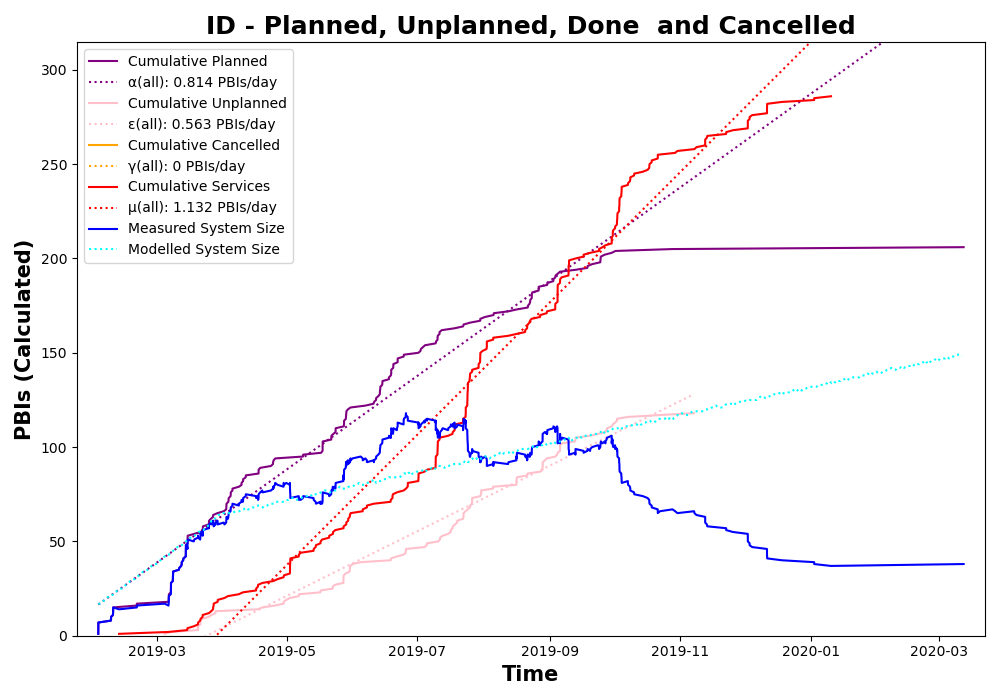 ID - Planned, Unplanned, Done  and Cancelled
Cumulative Planned
α(all): 0.814 PBIs/day
Cumulative Unplanned
ε(all): 0.563 PBIs/day
Cumulative Cancelled
γ(all): 0 PBIs/day
Cumulative Services
μ(all): 1.132 PBIs/day
Measured System Size
Modelled System Size
PBIs (Calculated)
300
250
200
150
100
50
0
2019-03 2019-05 2019-07 2019-09 2019-11 2020-01 2020-03
Time